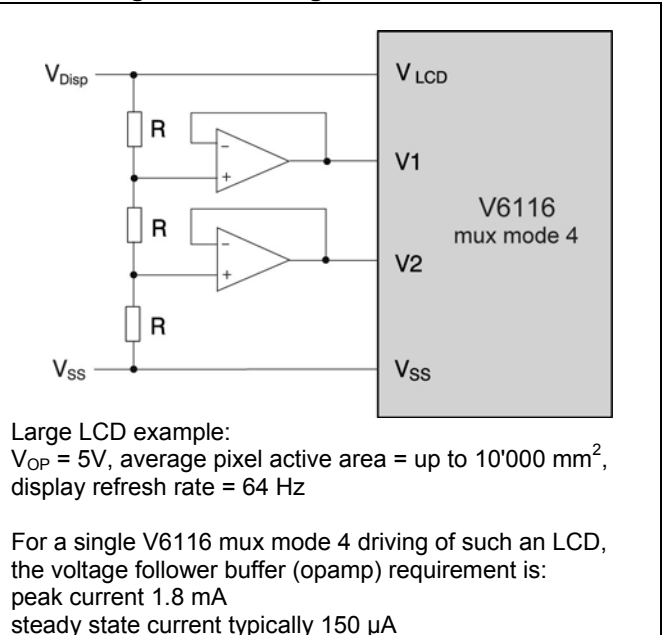 V Disp
V LCD
R
-
+
V1
V6116
mux mode 4
R
-
+
V2
R
VSS
VSS
Large LCD example:
VOP = 5V, average pixel active area = up to 10'000 mm2,
display refresh rate = 64 Hz
For a single V6116 mux mode 4 driving of such an LCD,
the voltage follower buffer (opamp) requirement is:
peak current 1.8 mA
steady state current typically 150 µA